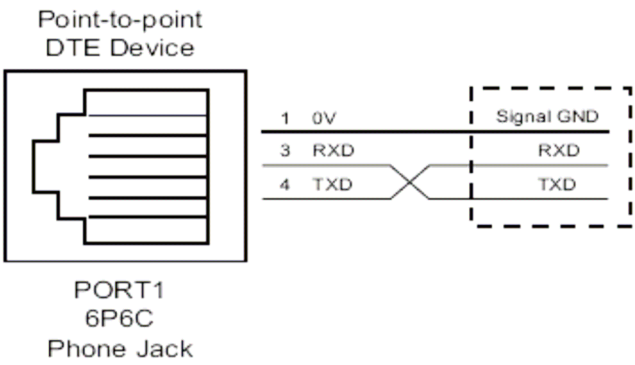 Point-to-point
DTE Device
1 0V Signal GND
3 RXD RXD
4 TXD TXD
PORT1
6P6C
Phone Jack